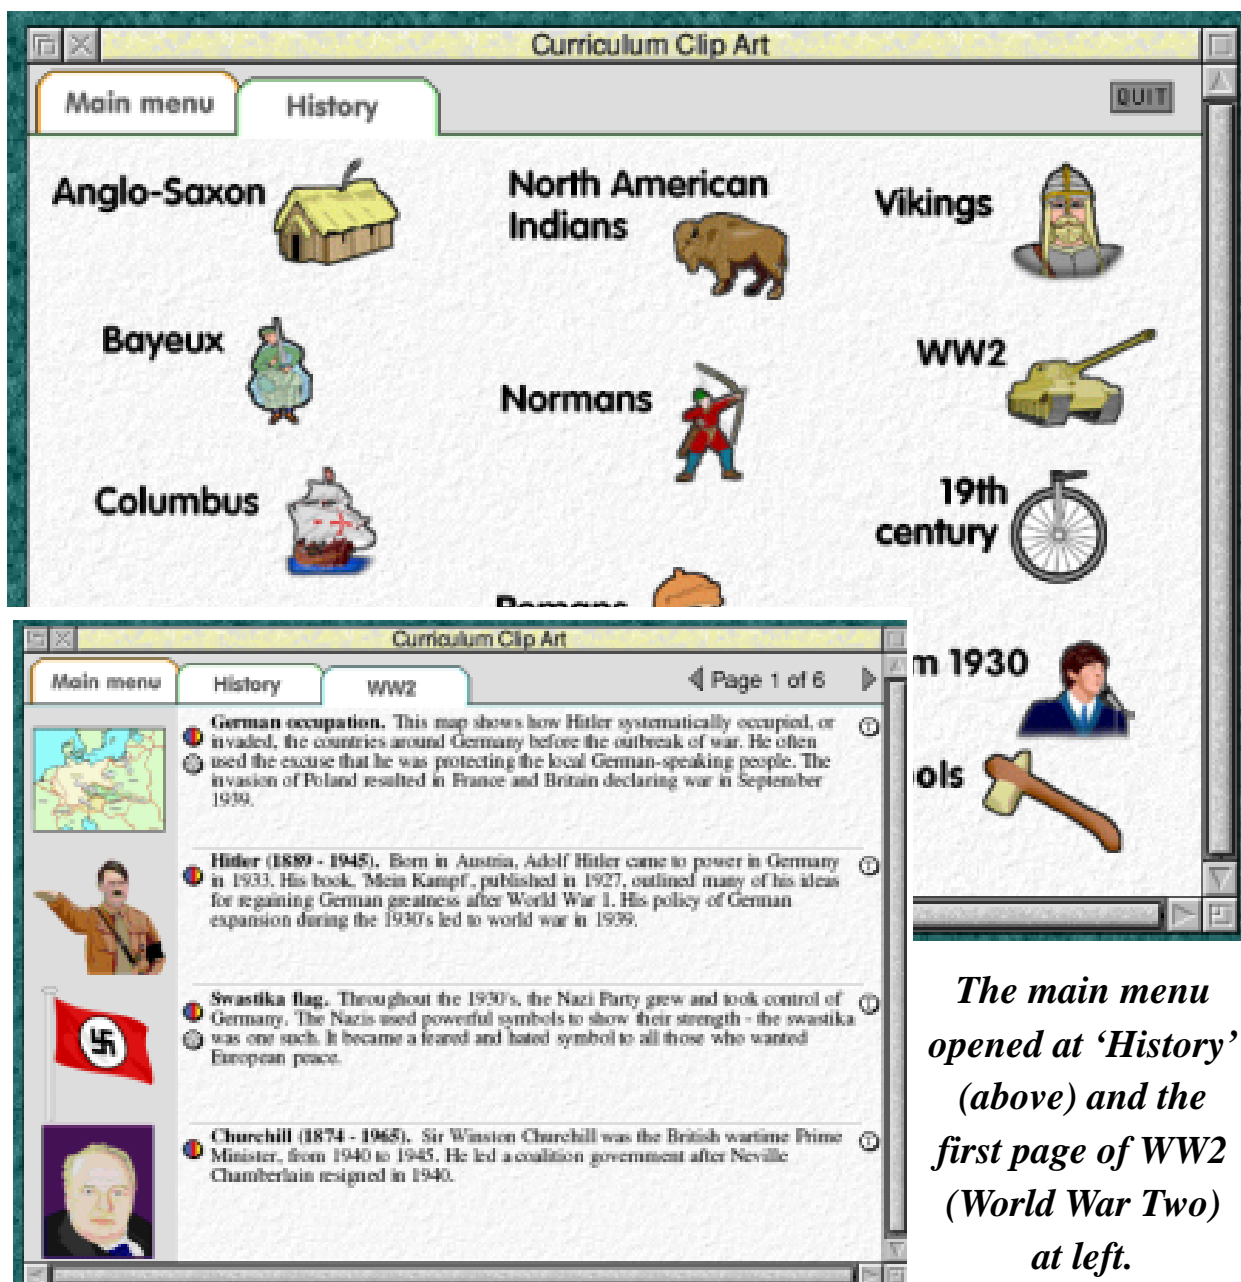 Curriculum Clip Art
Main menu
History
QUIT
Anglo-Saxon
North American
Indians
Vikings
Bayeux
Normans
WW2
Columbus
19th
century
Romans
m 1930
ols
Curriculum Clip Art
Main menu
History
WW2
Page 1 of 6
German occupation. This map shows how Hitler systematically occupied, or
invaded, the countries around Germany before the outbreak of war. He often
used the excuse that he was protecting the local German-speaking people. The
invasion of Poland resulted in France and Britain declaring war in September
1939.
Hitler (1889 - 1945). Born in Austria, Adolf Hitler came to power in Germany
in 1933. His book, 'Mein Kampf', published in 1927, outlined many of his ideas
for regaining German greatness after World War 1. His policy of German
expansion during the 1930's led to world war in 1939.
Swastika flag. Throughout the 1930's, the Nazi Party grew and took control of
Germany. The Nazis used powerful symbols to show their strength - the swastika
was one such. It became a feared and hated symbol to all those who wanted
European peace.
Churchill (1874 - 1965). Sir Winston Churchill was the British wartime Prime
Minister, from 1940 to 1945. He led a coalition government after Neville
Chamberlain resigned in 1940.
The main menu
opened at ‘History’
(above) and the
first page of WW2
(World War Two)
at left.